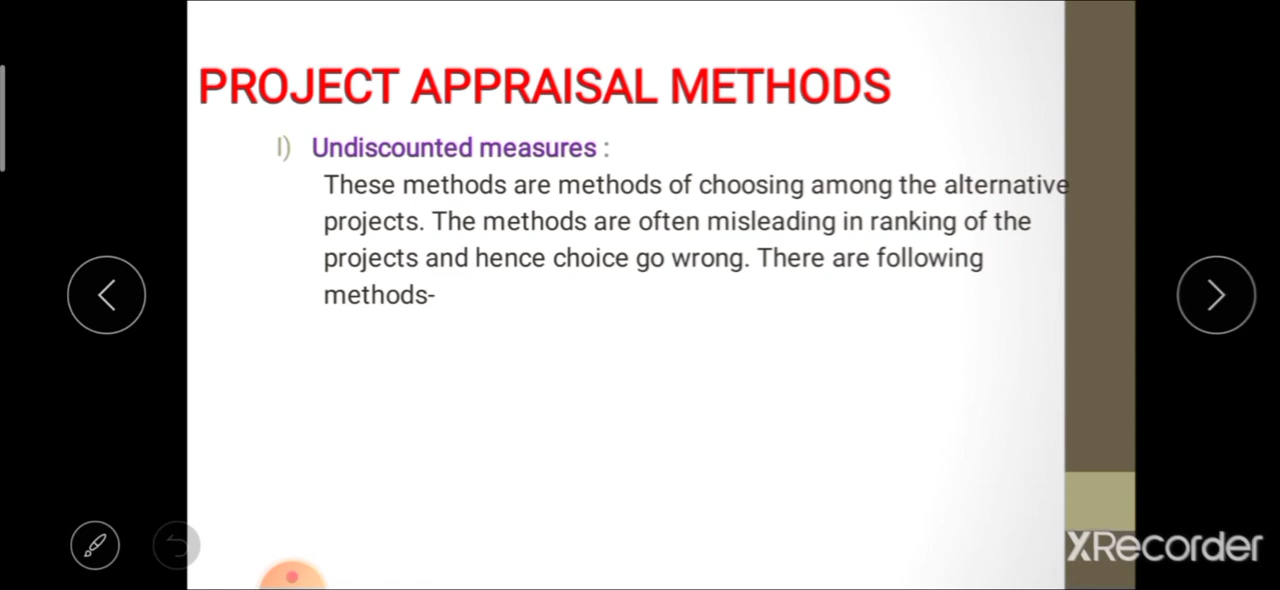 PROJECT APPRAISAL METHODS
I) Undiscounted measures :
These methods are methods of choosing among the alternative
projects. The methods are often misleading in ranking of the
projects and hence choice go wrong. There are following
methods-
XRecorder